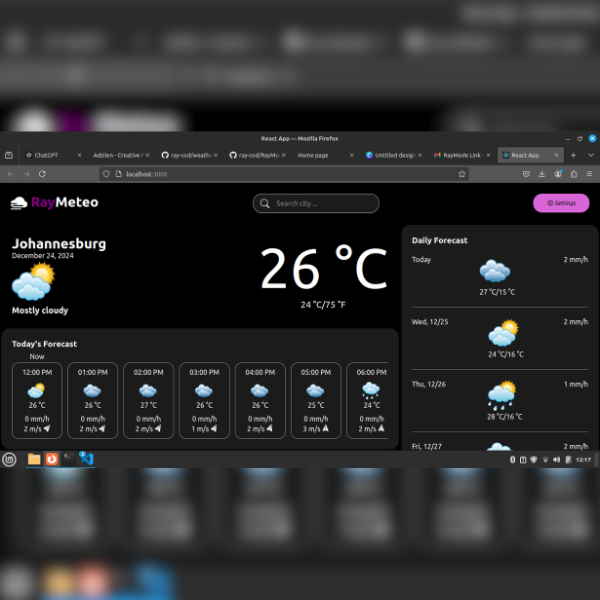 React App — Mozilla Firefox
ChatGPT
Adzilen - Creative
ray-cod/weath
ray-cod/RayMe
Home page
Untitled design
RayMode Link
React App
localhost:3000
RayMeteo
Search city ...
Settings
Johannesburg
December 24, 2024
Mostly cloudy
26 °C
24 °C/75 °F
Daily Forecast
Today
2 mm/h
27 °C/15 °C
Wed, 12/25
2 mm/h
24 °C/16 °C
Thu, 12/26
1 mm/h
28 °C/16 °C
Fri, 12/27
2 mm/h
Today's Forecast
Now
12:00 PM 01:00 PM 02:00 PM 03:00 PM 04:00 PM 05:00 PM 06:00 PM
26 °C 26 °C 27 °C 26 °C 26 °C 25 °C 24 °C
0 mm/h 0 mm/h 0 mm/h 0 mm/h 0 mm/h 0 mm/h 0 mm/h
2 m/s 2 m/s 2 m/s 1 m/s 2 m/s 3 m/s 2 m/s
12:17